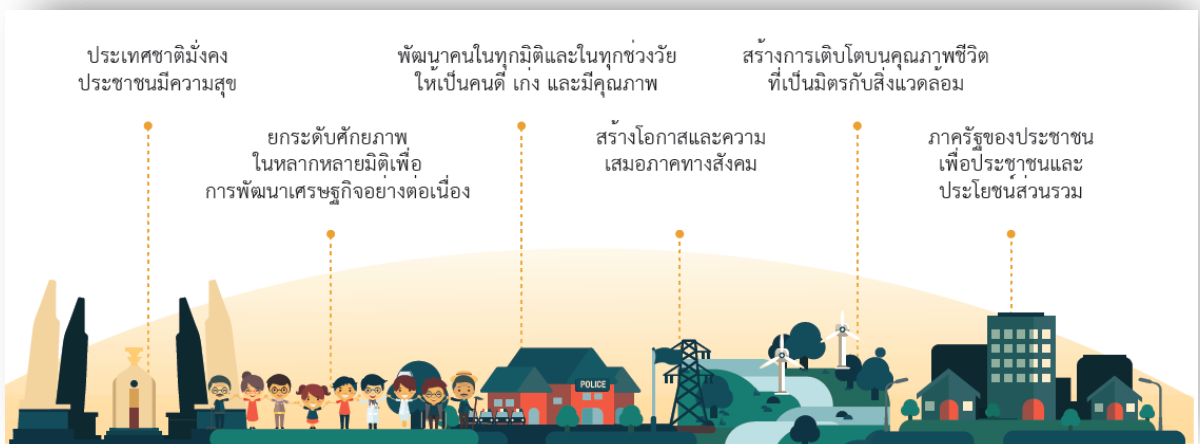 ประเทศชาติมั่งคง
ประชาชนมีความสุข
ยกระดับศักยภาพ
ในหลากหลายมิติเพื่อ
การพัฒนาเศรษฐกิจอย่างต่อเนื่อง
พัฒนาคนในทุกมิติและในทุกช่วงวัย
ให้เป็นคนดี เก่ง และมีคุณภาพ
สร้างโอกาสและความ
เสมอภาคทางสังคม
สร้างการเติบโตบนคุณภาพชีวิต
ที่เป็นมิตรกับสิ่งแวดล้อม
ภาครัฐของประชาชน
เพื่อประชาชนและ
ประโยชน์ส่วนรวม
POLICE